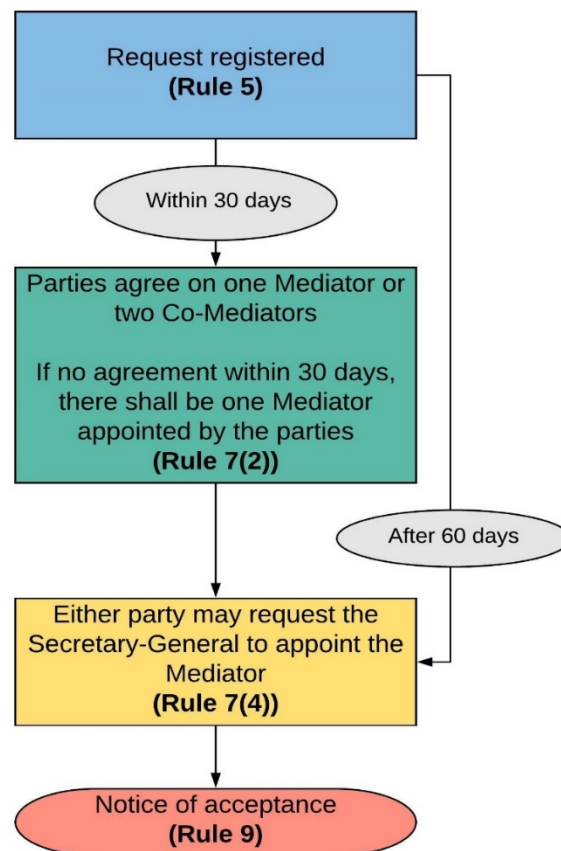 Request registered
(Rule 5)
Within 30 days
Parties agree on one Mediator or
two Co-Mediators
If no agreement within 30 days,
there shall be one Mediator
appointed by the parties
(Rule 7(2))
After 60 days
Either party may request the
Secretary-General to appoint the
Mediator
(Rule 7(4))
Notice of acceptance
(Rule 9)